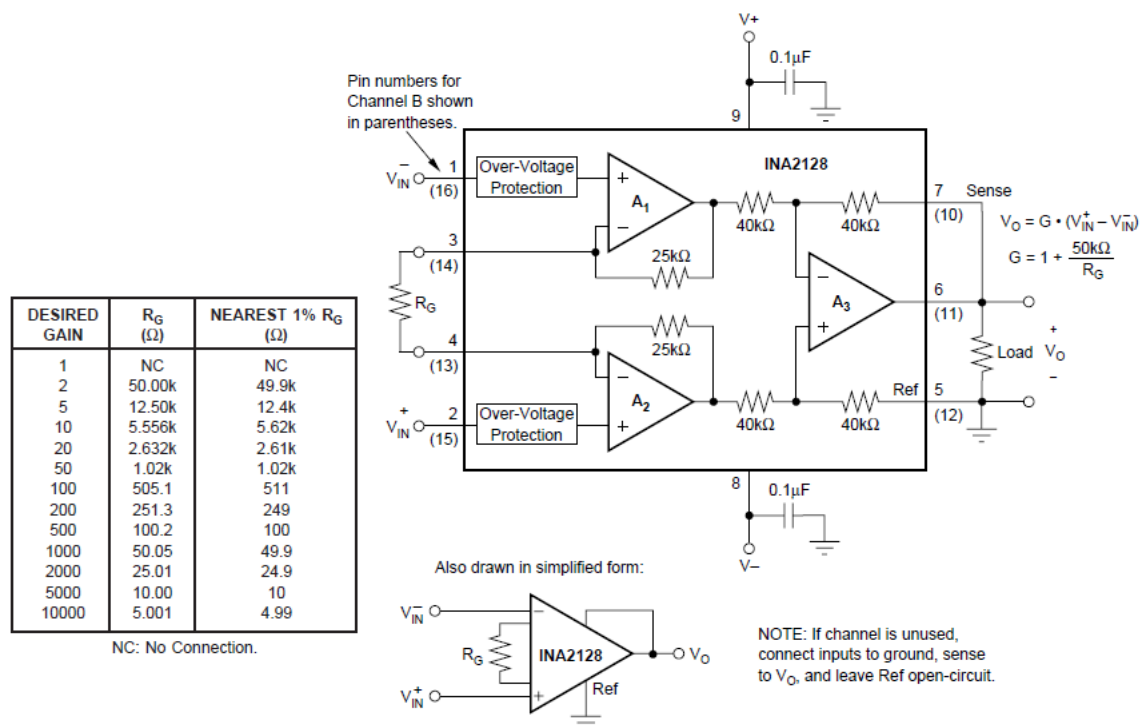 V+
0.1μF
Pin numbers for
Channel B shown
in parentheses.
9
INA2128
V⁻IN
1
(16)
Over-Voltage
Protection
+
A1
−
40kΩ
40kΩ
7
(10)
Sense
VO = G • (V⁺IN − V⁻IN)
G = 1 + 50kΩ
RG
3
(14)
25kΩ
RG
−
A3
+
6
(11)
+
Load
VO
-
4
(13)
25kΩ
−
A2
+
40kΩ
40kΩ
Ref
5
(12)
V⁺IN
2
(15)
Over-Voltage
Protection
8
0.1μF
V−
DESIRED GAIN RG (Ω) NEAREST 1% RG (Ω)
1 NC NC
2 50.00k 49.9k
5 12.50k 12.4k
10 5.556k 5.62k
20 2.632k 2.61k
50 1.02k 1.02k
100 505.1 511
200 251.3 249
500 100.2 100
1000 50.05 49.9
2000 25.01 24.9
5000 10.00 10
10000 5.001 4.99
NC: No Connection.
Also drawn in simplified form:
V⁻IN
−
RG
INA2128
VO
+
Ref
V⁺IN
NOTE: If channel is unused,
connect inputs to ground, sense
to VO, and leave Ref open-circuit.